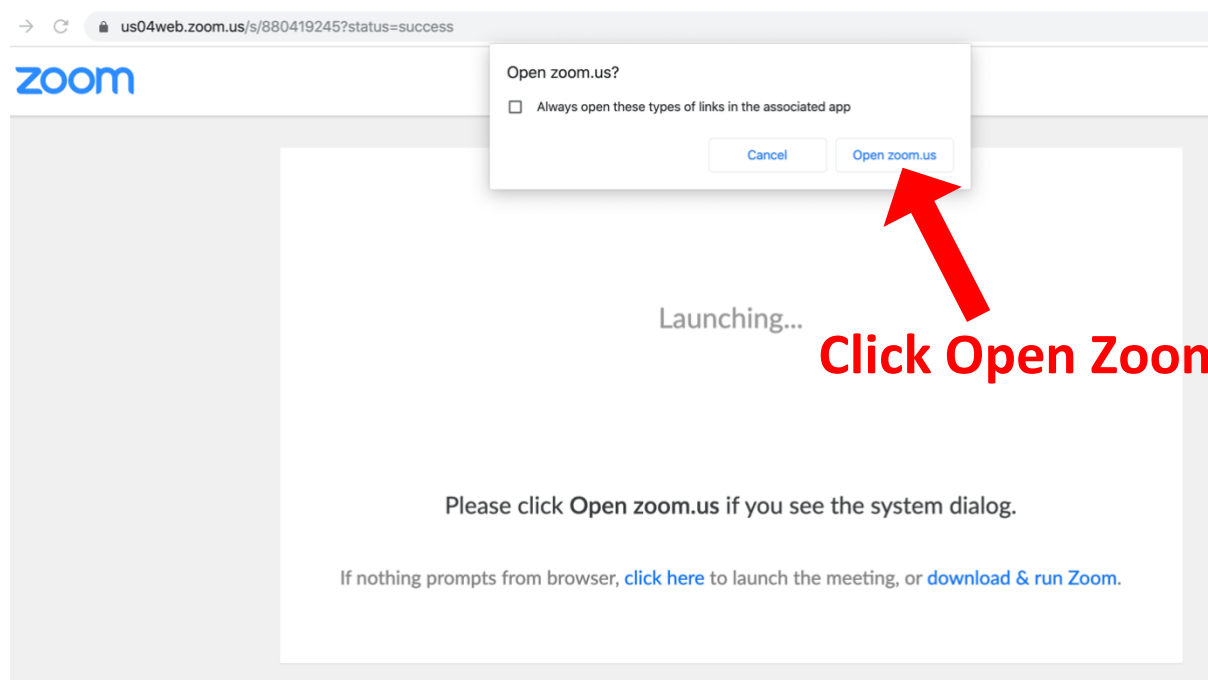 us04web.zoom.us/s/880419245?status=success
zoom
Open zoom.us?
Always open these types of links in the associated app
Cancel Open zoom.us
Launching...
Click Open Zoom
Please click Open zoom.us if you see the system dialog.
If nothing prompts from browser, click here to launch the meeting, or download & run Zoom.